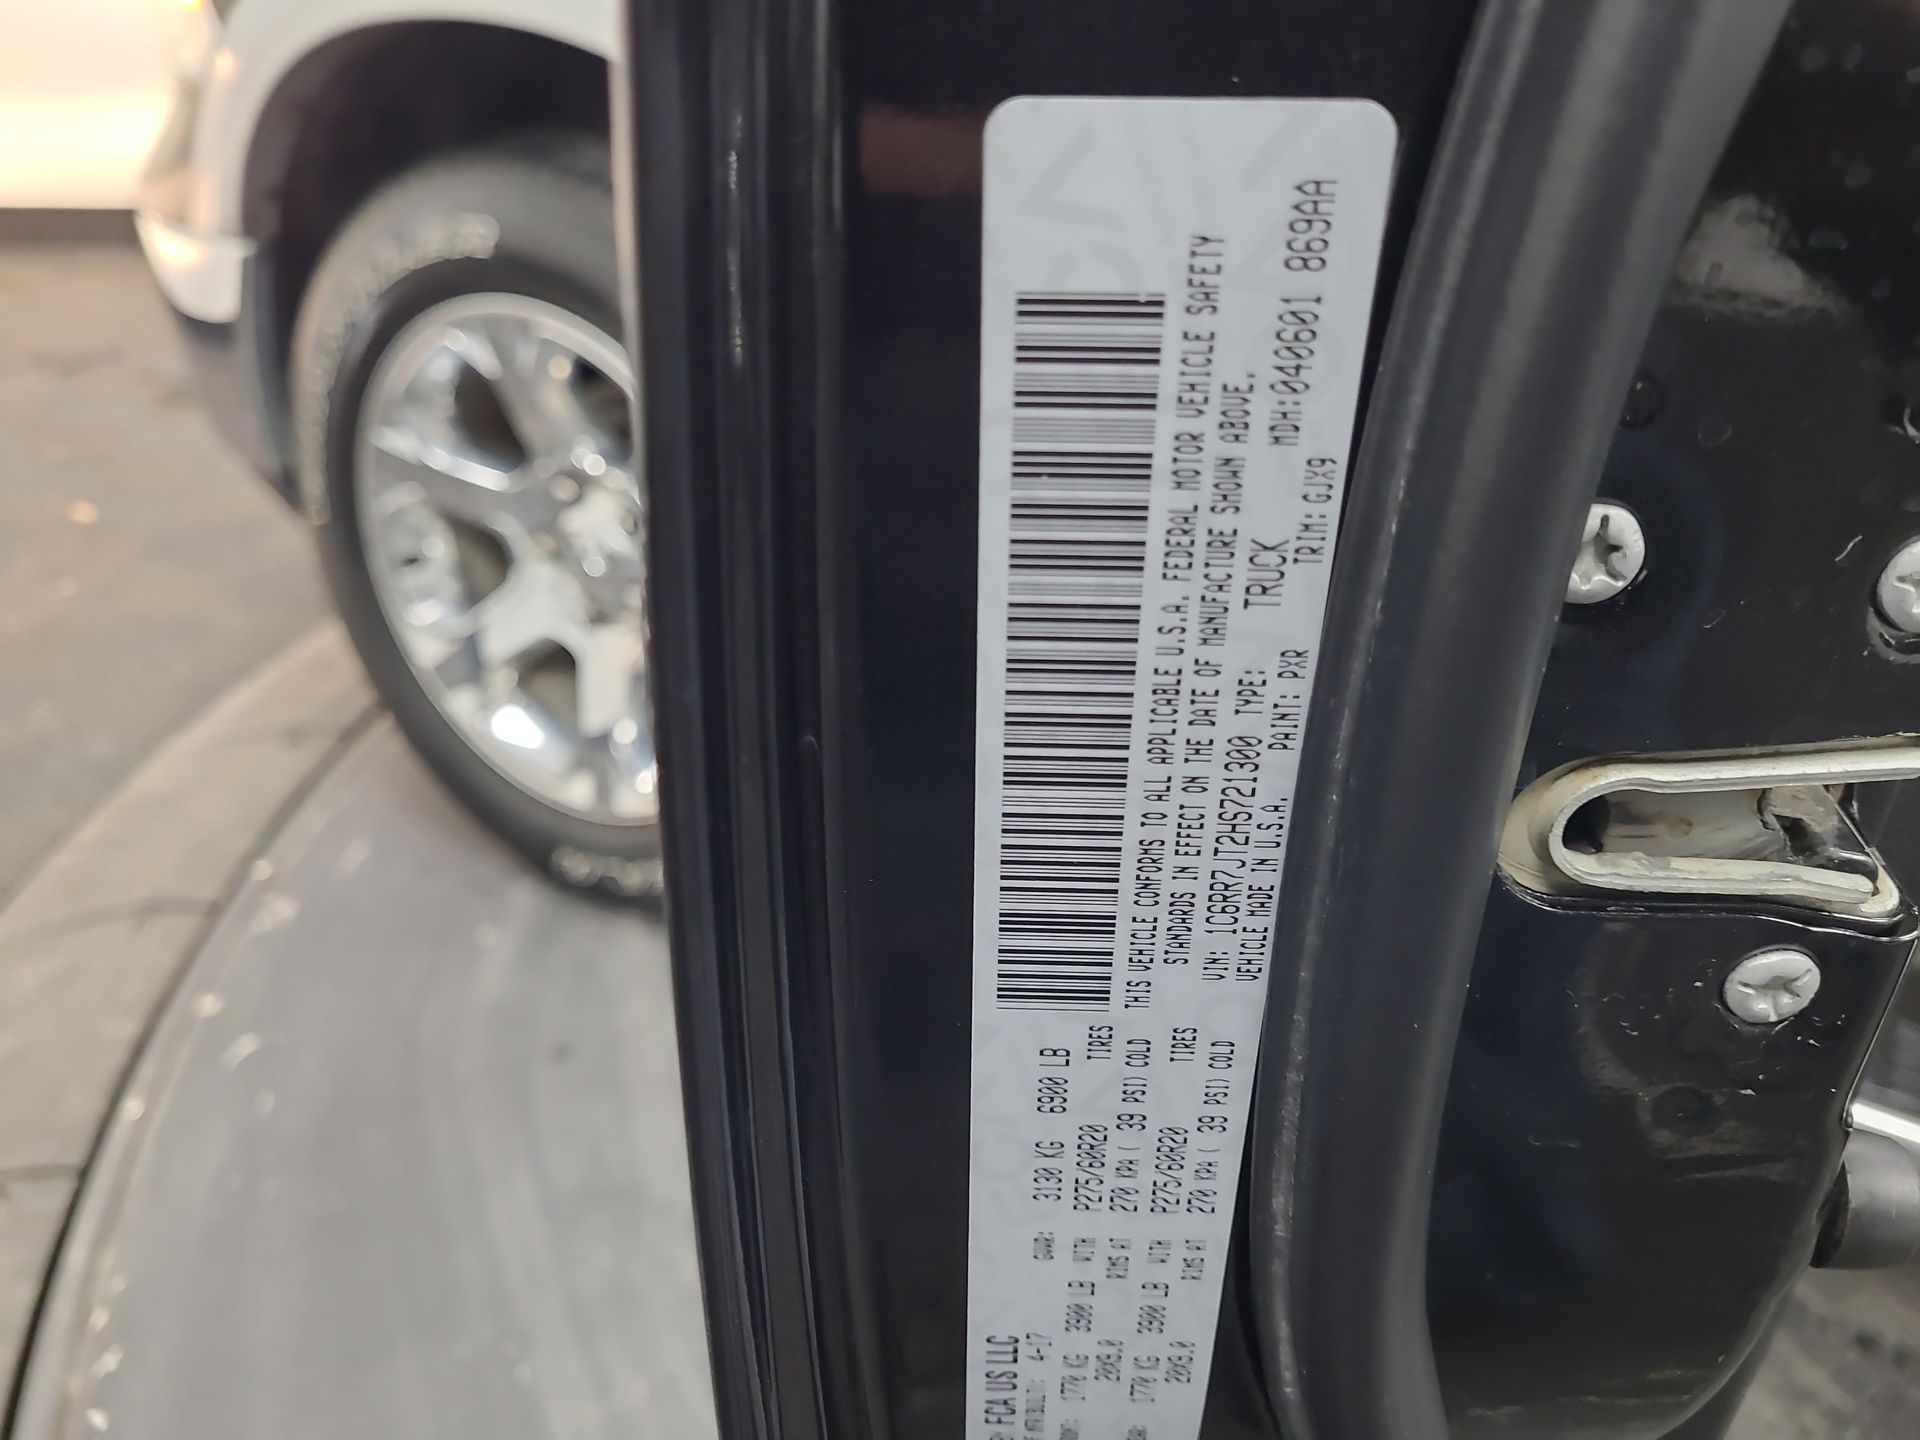 FCA US LLC
4-17
GVWR: 3130 KG 6900 LB
1770 KG 3900 LB WITH P275/60R20 TIRES
20X9.0 RIMS AT 270 KPA ( 39 PSI) COLD
1770 KG 3900 LB WITH P275/60R20 TIRES
20X9.0 RIMS AT 270 KPA ( 39 PSI) COLD
THIS VEHICLE CONFORMS TO ALL APPLICABLE U.S.A. FEDERAL MOTOR VEHICLE SAFETY
STANDARDS IN EFFECT ON THE DATE OF MANUFACTURE SHOWN ABOVE.
VIN: 1C6RR7JT2HS721300 TYPE: TRUCK MDH:040601 869AA
VEHICLE MADE IN U.S.A. PAINT: PXR TRIM:GJX9